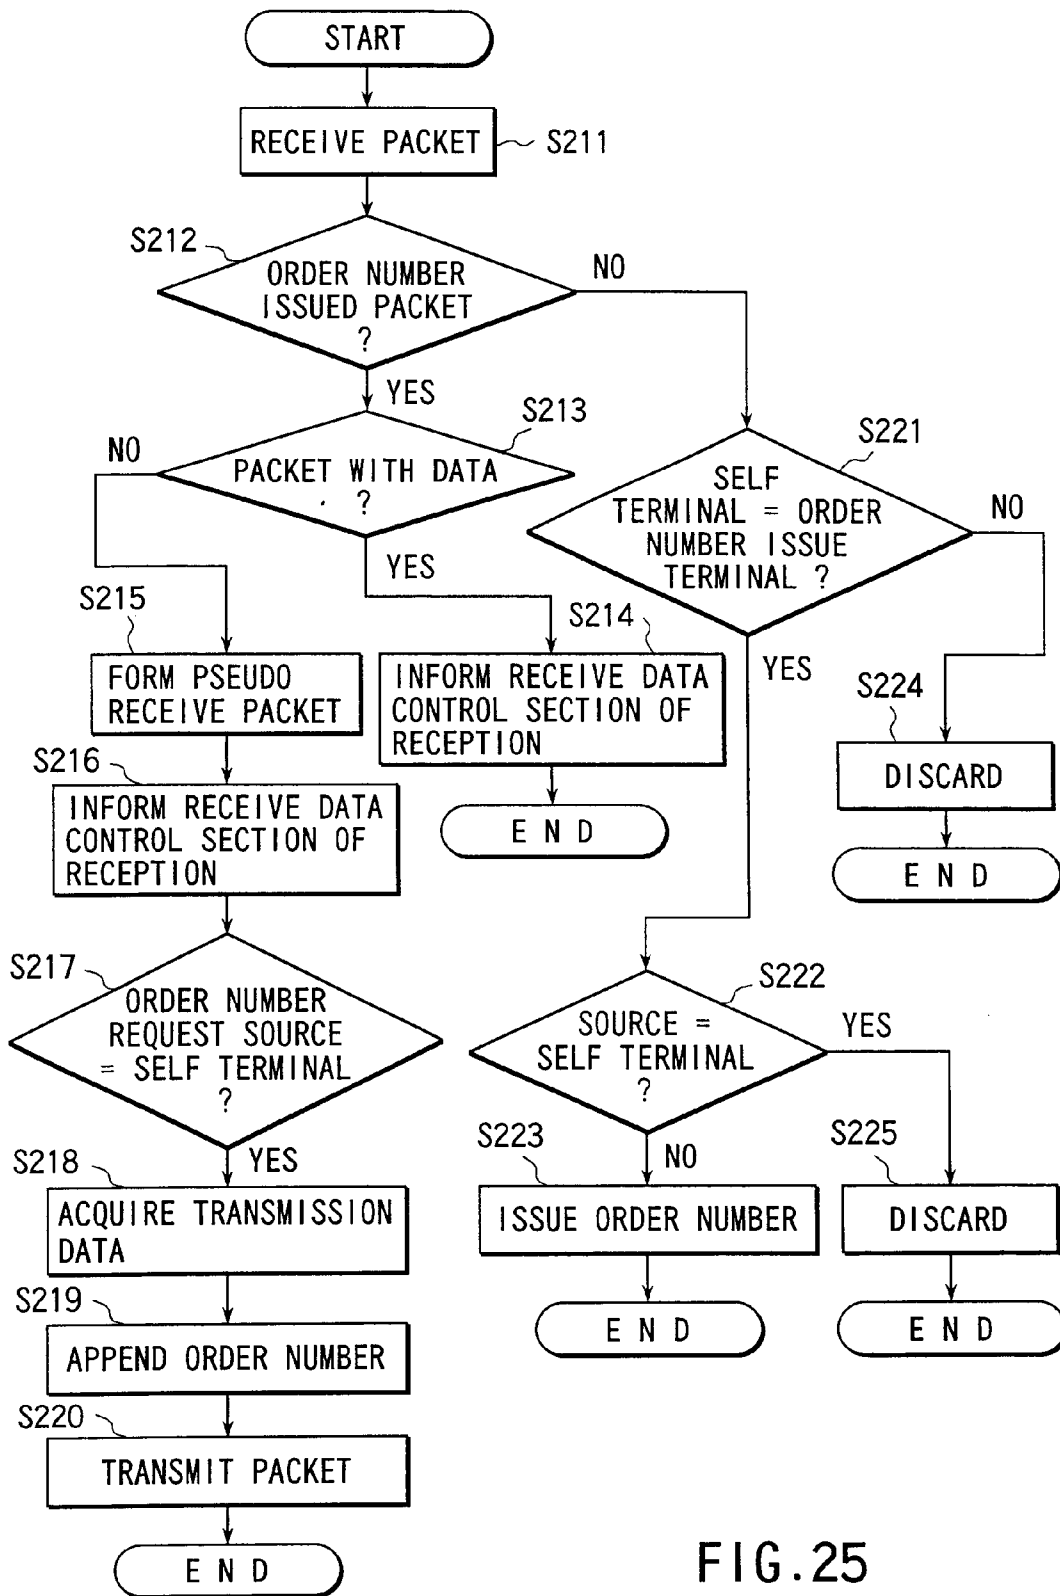 START
RECEIVE PACKET
S211
S212
ORDER NUMBER
ISSUED PACKET
?
NO
YES
S213
NO
PACKET WITH DATA
?
YES
S221
SELF
TERMINAL = ORDER
NUMBER ISSUE
TERMINAL ?
NO
YES
S215
FORM PSEUDO
RECEIVE PACKET
S214
INFORM RECEIVE DATA
CONTROL SECTION OF
RECEPTION
END
S224
DISCARD
END
S216
INFORM RECEIVE DATA
CONTROL SECTION OF
RECEPTION
S217
ORDER NUMBER
REQUEST SOURCE
= SELF TERMINAL
?
YES
S222
SOURCE =
SELF TERMINAL
?
YES
NO
S218
ACQUIRE TRANSMISSION
DATA
S223
ISSUE ORDER NUMBER
END
S225
DISCARD
END
S219
APPEND ORDER NUMBER
S220
TRANSMIT PACKET
END
FIG.25